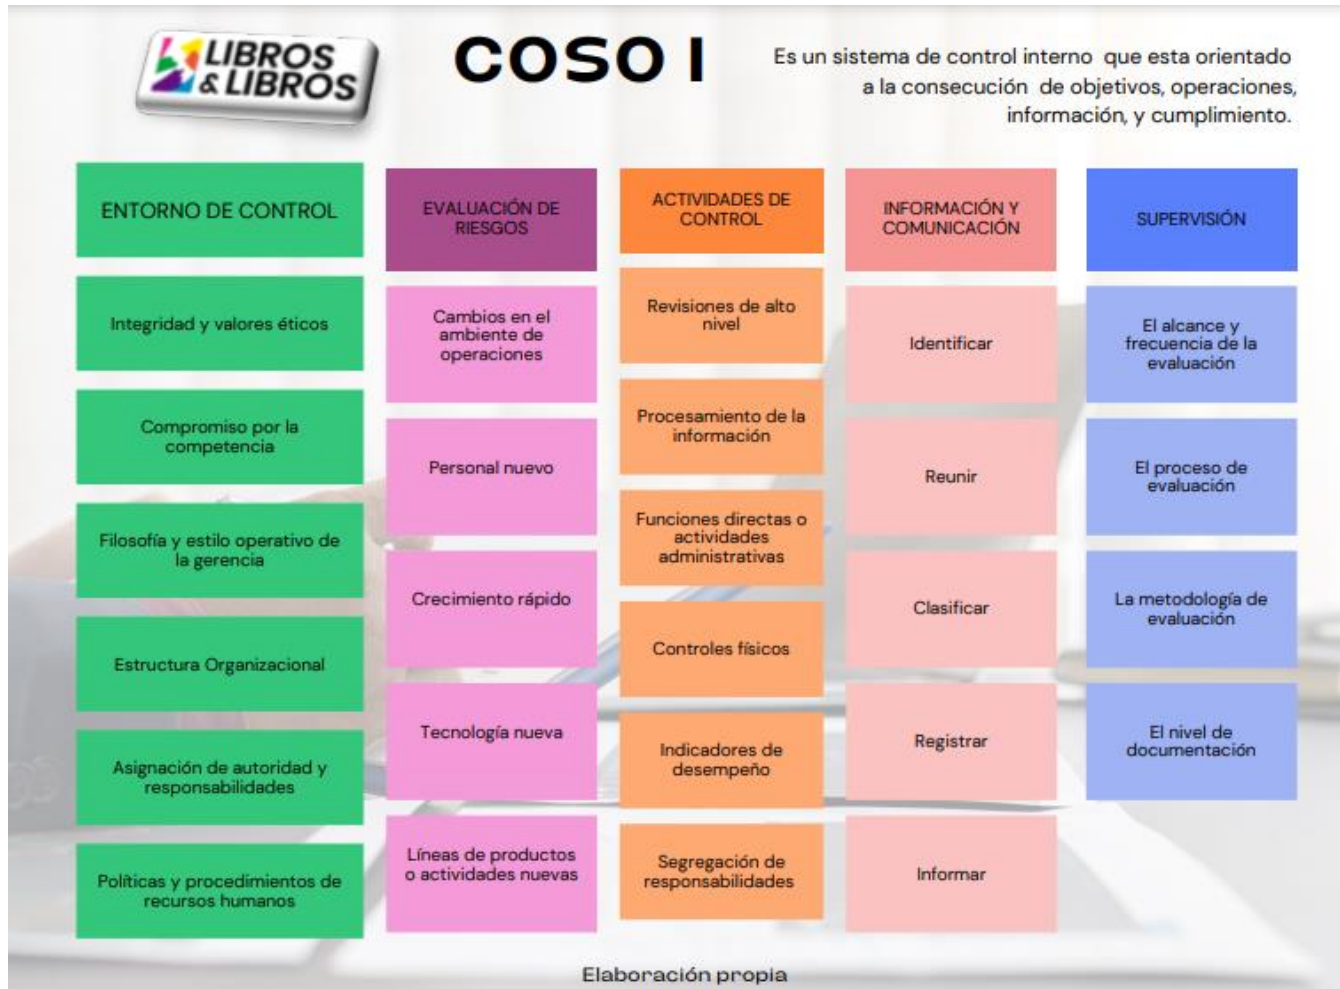 LIBROS
& LIBROS
COSO I
Es un sistema de control interno que esta orientado
a la consecución de objetivos, operaciones,
información, y cumplimiento.
ENTORNO DE CONTROL
Integridad y valores éticos
Compromiso por la
competencia
Filosofía y estilo operativo de
la gerencia
Estructura Organizacional
Asignación de autoridad y
responsabilidades
Políticas y procedimientos de
recursos humanos
EVALUACIÓN DE
RIESGOS
Cambios en el
ambiente de
operaciones
Personal nuevo
Crecimiento rápido
Tecnología nueva
Líneas de productos
o actividades nuevas
ACTIVIDADES DE
CONTROL
Revisiones de alto
nivel
Procesamiento de la
información
Funciones directas o
actividades
administrativas
Controles físicos
Indicadores de
desempeño
Segregación de
responsabilidades
INFORMACIÓN Y
COMUNICACIÓN
Identificar
Reunir
Clasificar
Registrar
Informar
SUPERVISIÓN
El alcance y
frecuencia de la
evaluación
El proceso de
evaluación
La metodología de
evaluación
El nivel de
documentación
Elaboración propia